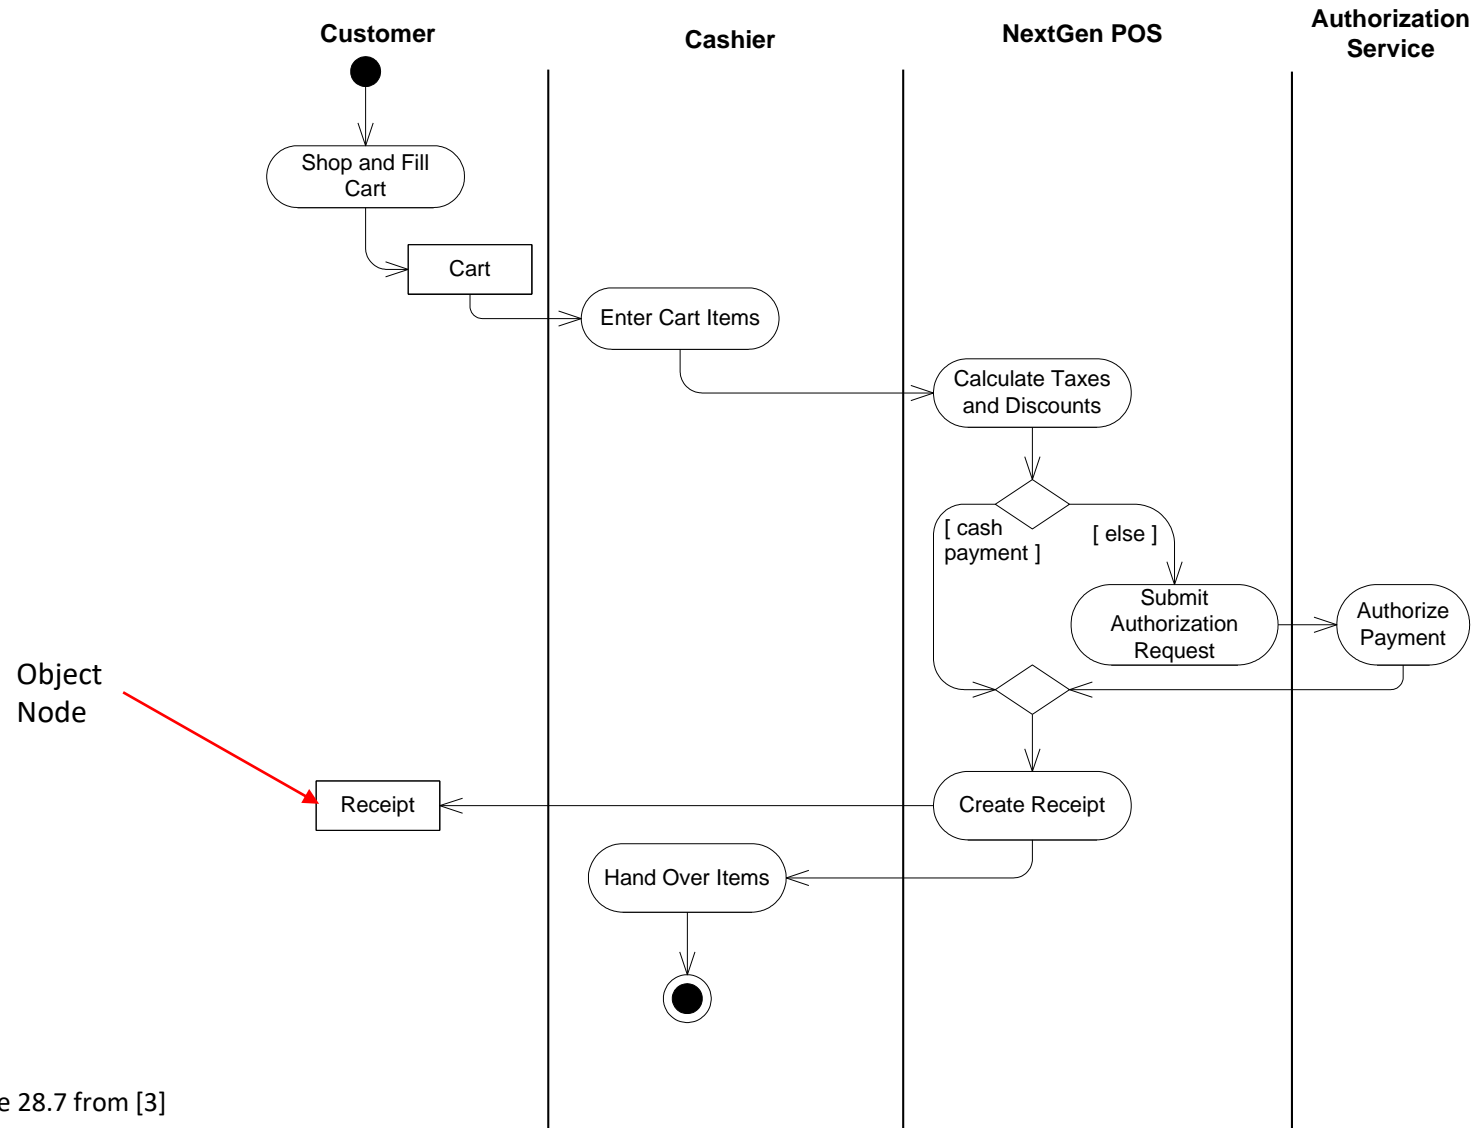 Customer
Cashier
NextGen POS
Authorization
Service
Shop and Fill
Cart
Cart
Enter Cart Items
Calculate Taxes
and Discounts
[ cash
payment ]
[ else ]
Submit
Authorization
Request
Authorize
Payment
Object
Node
Receipt
Create Receipt
Hand Over Items
e 28.7 from [3]